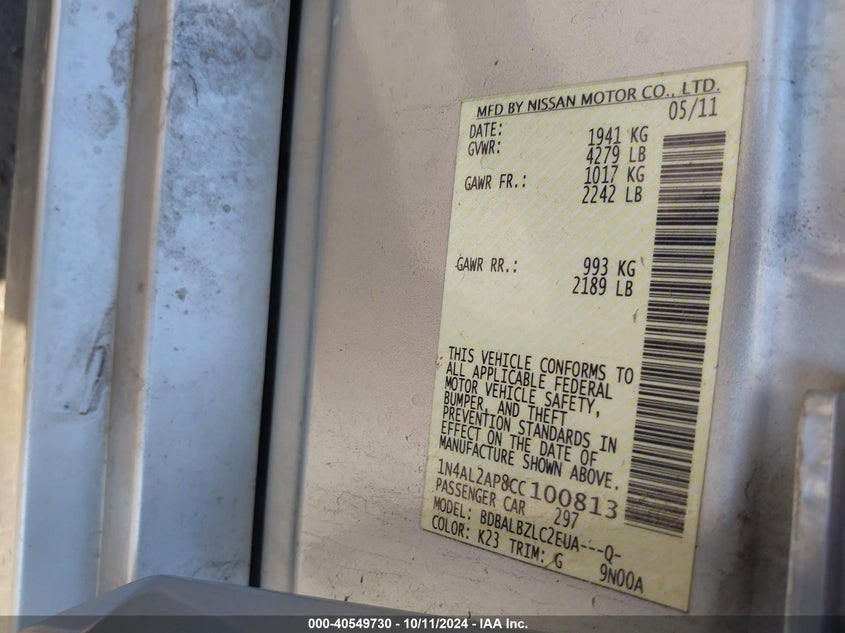 MFD BY NISSAN MOTOR CO., LTD.
DATE: 05/11
GVWR: 1941 KG
4279 LB
GAWR FR.: 1017 KG
2242 LB
GAWR RR.: 993 KG
2189 LB
THIS VEHICLE CONFORMS TO
ALL APPLICABLE FEDERAL
MOTOR VEHICLE SAFETY,
BUMPER, AND THEFT
PREVENTION STANDARDS IN
EFFECT ON THE DATE OF
MANUFACTURE SHOWN ABOVE.
1N4AL2AP8CC100813
PASSENGER CAR 297
MODEL: BDBALBZLC2EUA---Q-
COLOR: K23 TRIM: G 9N00A
000-40549730 - 10/11/2024 - IAA Inc.